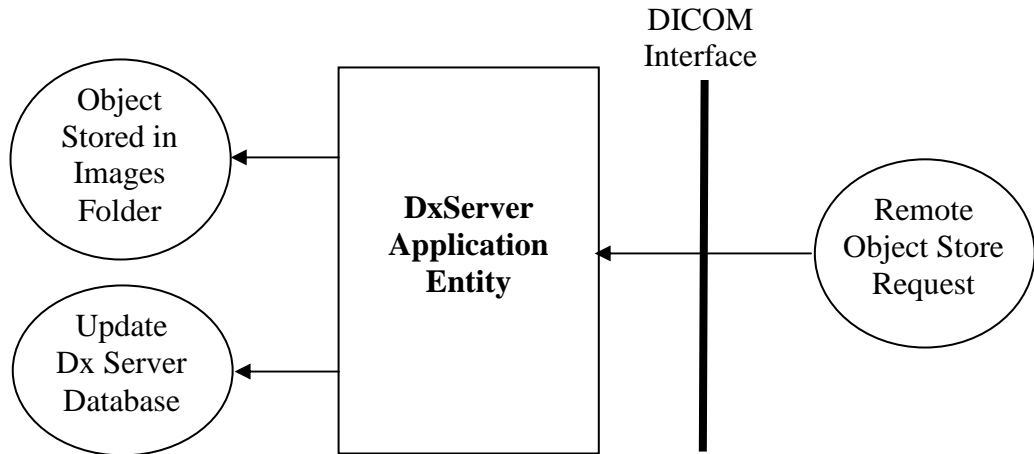 DICOM
Interface
Object
Stored in
Images
Folder
DxServer
Application
Entity
Remote
Object Store
Request
Update
Dx Server
Database